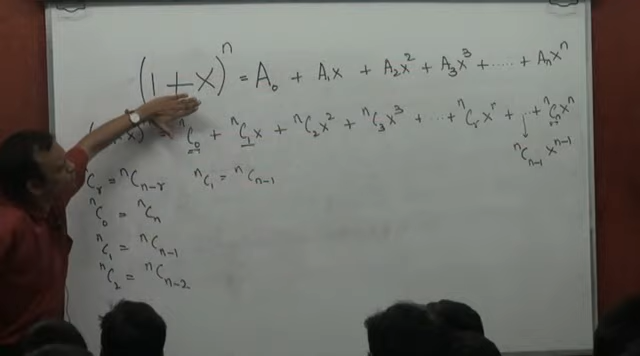 (1 + x)ⁿ = A₀ + A₁x + A₂x² + A₃x³ + ..... + Aₙxⁿ
ⁿC₀ + ⁿC₁x + ⁿC₂x² + ⁿC₃x³ + ... + ⁿCᵣxʳ + ... + ⁿCₙxⁿ
ⁿCₙ₋₁ xⁿ⁻¹
Cᵣ = ⁿCₙ₋ᵣ ⁿC₁ = ⁿCₙ₋₁
ⁿC₀ = ⁿCₙ
ⁿC₁ = ⁿCₙ₋₁
ⁿC₂ = ⁿCₙ₋₂